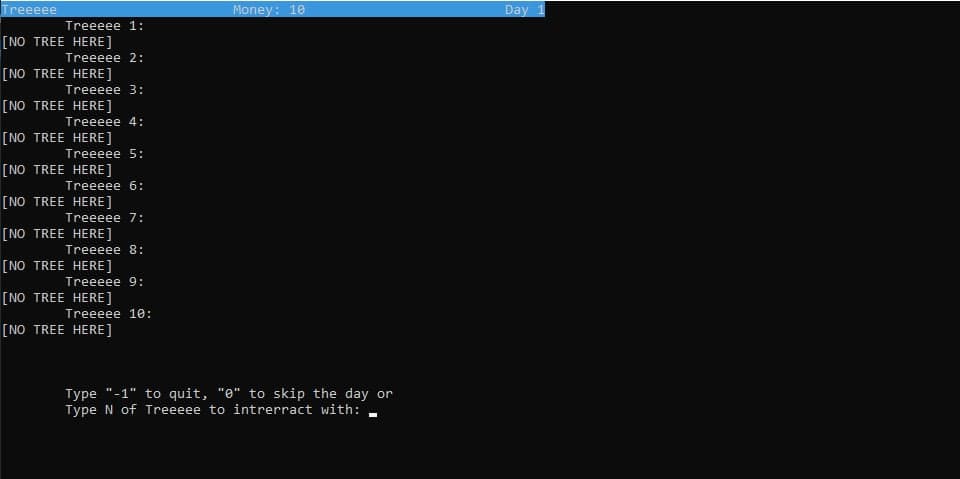 Treeeee Money: 10 Day 1
Treeeee 1:
[NO TREE HERE]
Treeeee 2:
[NO TREE HERE]
Treeeee 3:
[NO TREE HERE]
Treeeee 4:
[NO TREE HERE]
Treeeee 5:
[NO TREE HERE]
Treeeee 6:
[NO TREE HERE]
Treeeee 7:
[NO TREE HERE]
Treeeee 8:
[NO TREE HERE]
Treeeee 9:
[NO TREE HERE]
Treeeee 10:
[NO TREE HERE]
Type "-1" to quit, "0" to skip the day or
Type N of Treeeee to intrerract with: